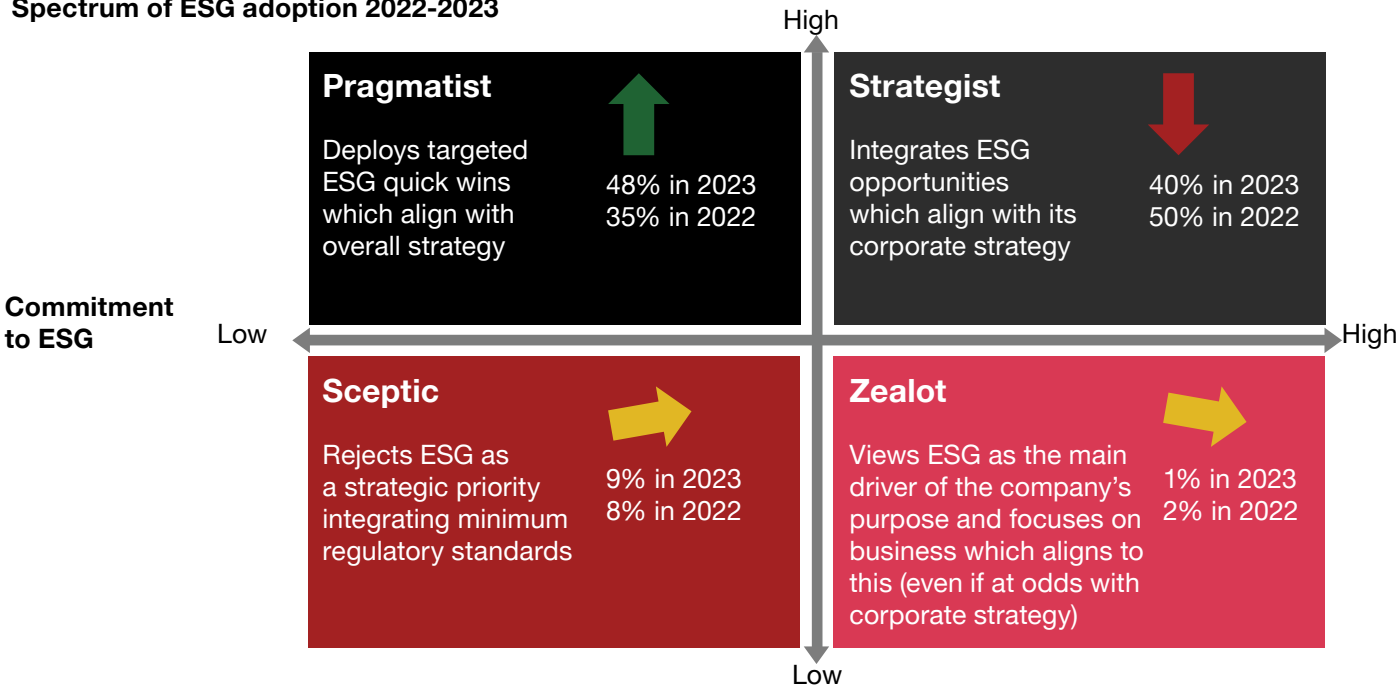 Spectrum of ESG adoption 2022-2023
High
Pragmatist
Deploys targeted
ESG quick wins
which align with
overall strategy
48% in 2023
35% in 2022
Strategist
Integrates ESG
opportunities
which align with its
corporate strategy
40% in 2023
50% in 2022
Commitment
to ESG
Low
High
Sceptic
Rejects ESG as
a strategic priority
integrating minimum
regulatory standards
9% in 2023
8% in 2022
Zealot
Views ESG as the main
driver of the company’s
purpose and focuses on
business which aligns to
this (even if at odds with
corporate strategy)
1% in 2023
2% in 2022
Low